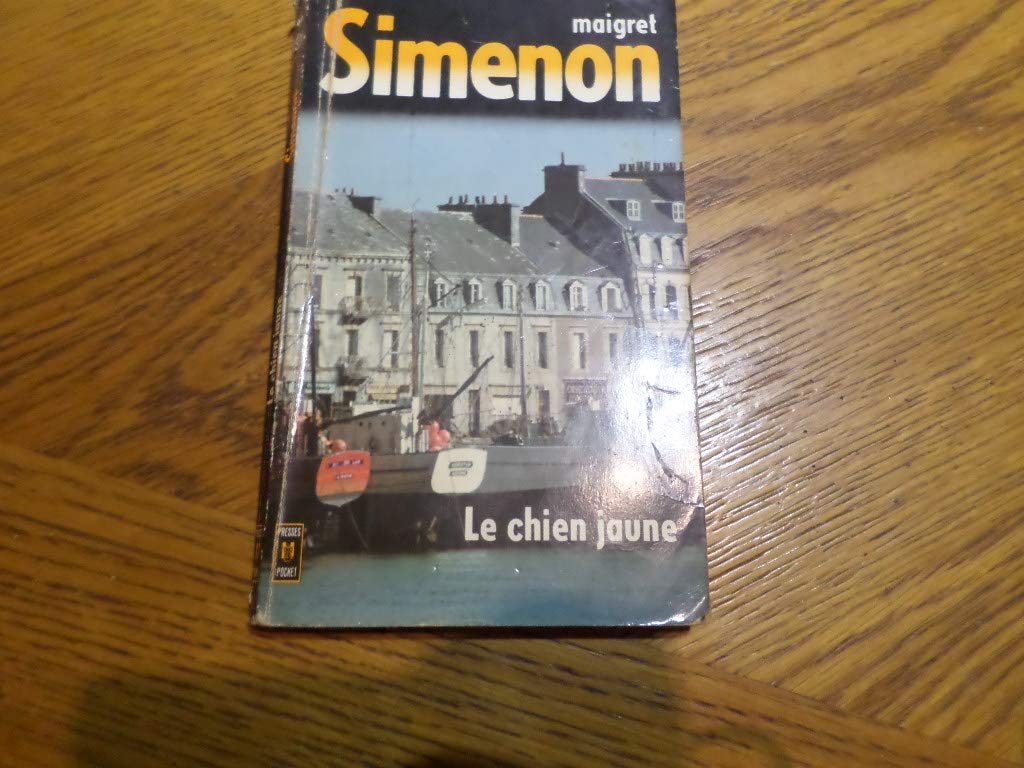 maigret
Simenon
Le chien jaune
PRESSES
POCKET